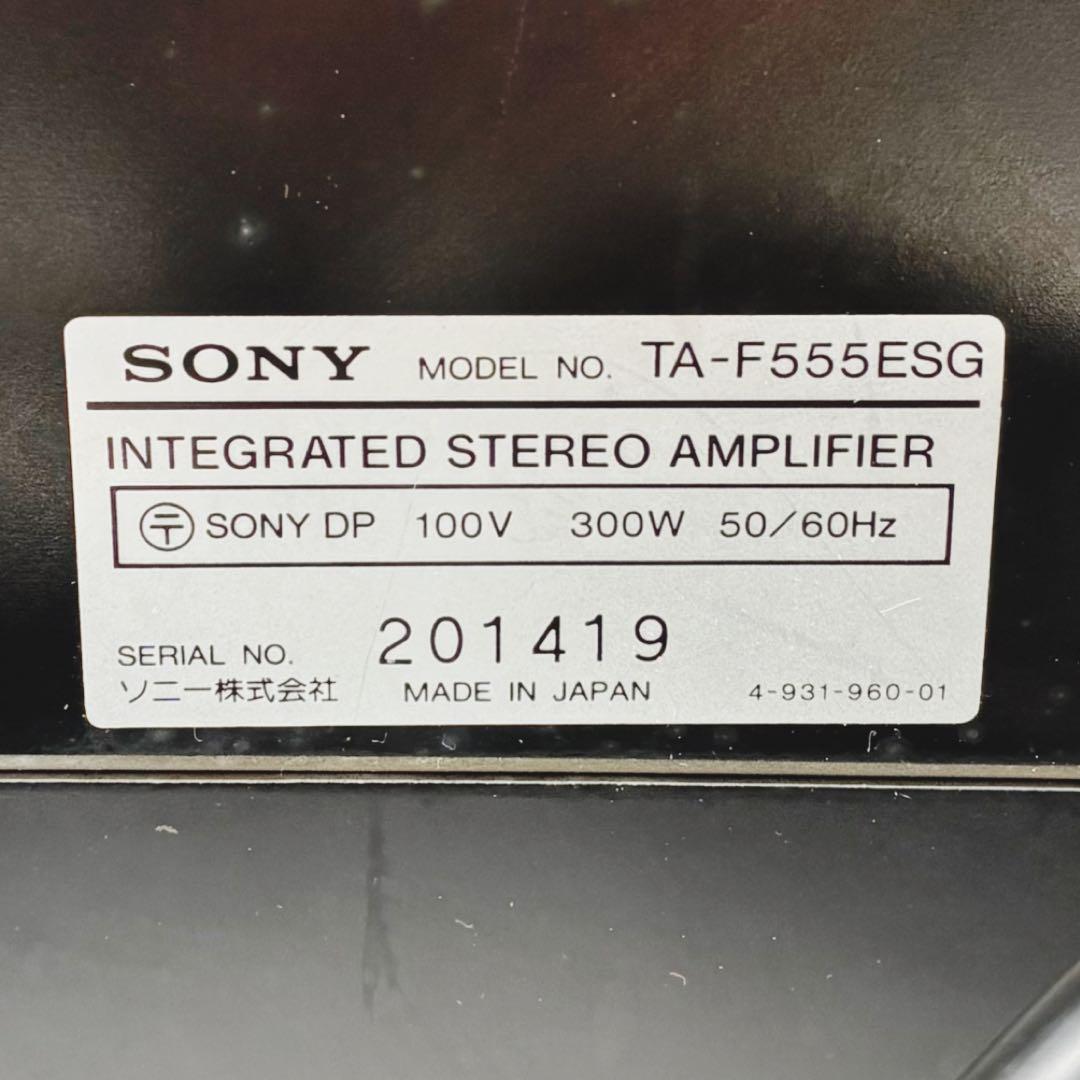 SONY MODEL NO. TA-F555ESG
INTEGRATED STEREO AMPLIFIER
〶 SONY DP 100V 300W 50/60Hz
SERIAL NO. 201419
ソニー株式会社 MADE IN JAPAN 4-931-960-01